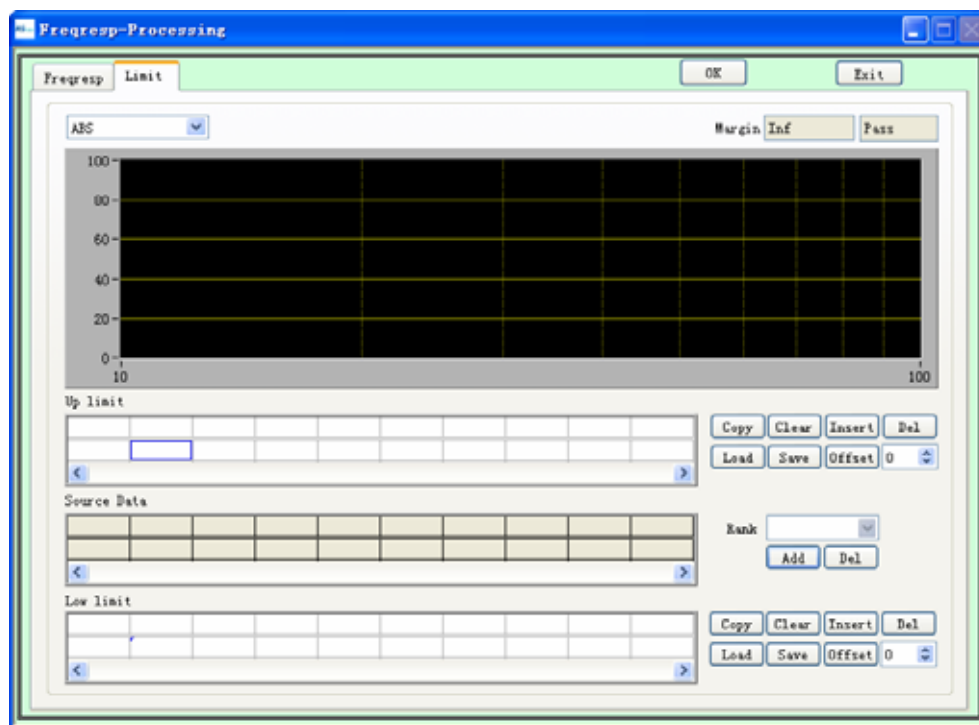 Freqresp-Processing
Freqresp Limit OK Exit
ABS Margin Inf Pass
100
80
60
40
20
0
10 100
Up limit
Copy Clear Insert Del
Load Save Offset 0
Source Data
Rank
Add Del
Low limit
Copy Clear Insert Del
Load Save Offset 0